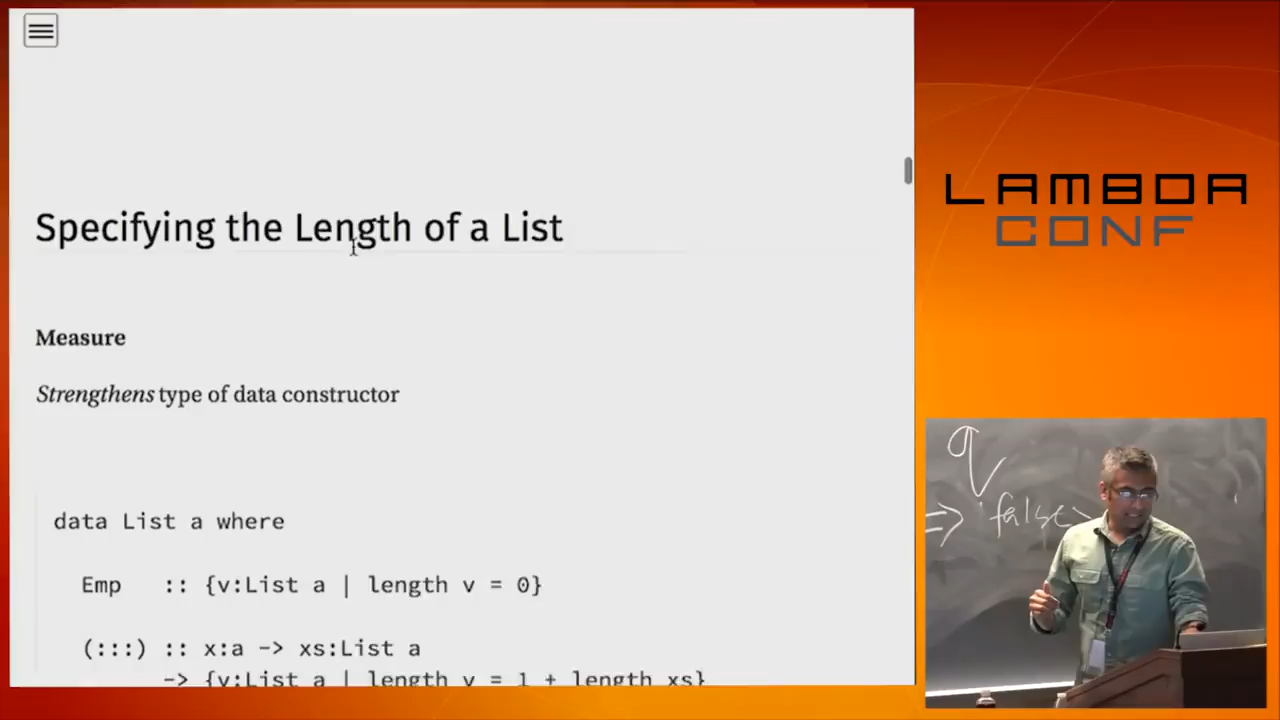 Specifying the Length of a List
Measure
Strengthens type of data constructor
data List a where
Emp :: {v:List a | length v = 0}
(:::) :: x:a -> xs:List a
-> {v:List a | length v = 1 + length xs}
LAMBDA
CONF
q
=> false